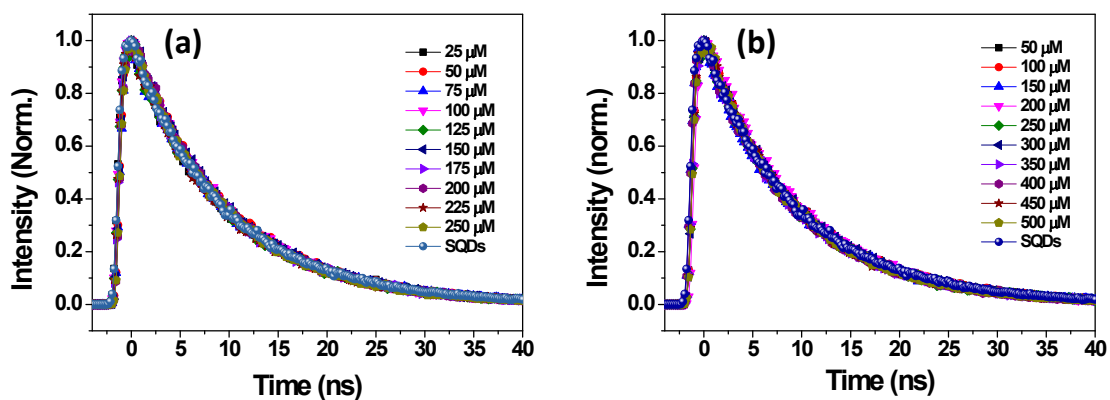 (a)
25 µM
50 µM
75 µM
100 µM
125 µM
150 µM
175 µM
200 µM
225 µM
250 µM
SQDs
1.0
0.8
0.6
0.4
0.2
0.0
Intensity (Norm.)
0 5 10 15 20 25 30 35 40
Time (ns)
(b)
50 µM
100 µM
150 µM
200 µM
250 µM
300 µM
350 µM
400 µM
450 µM
500 µM
SQDs
1.0
0.8
0.6
0.4
0.2
0.0
Intensity (norm.)
0 5 10 15 20 25 30 35 40
Time (ns)